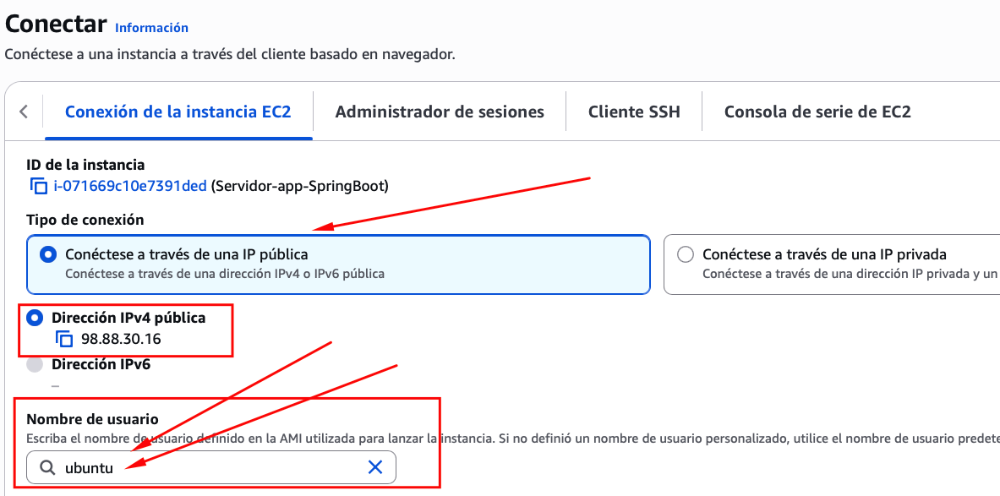 Conectar Información
Conéctese a una instancia a través del cliente basado en navegador.
Conexión de la instancia EC2 Administrador de sesiones Cliente SSH Consola de serie de EC2
ID de la instancia
i-071669c10e7391ded (Servidor-app-SpringBoot)
Tipo de conexión
Conéctese a través de una IP pública Conéctese a través de una IP privada
Conéctese a través de una dirección IPv4 o IPv6 pública Conéctese a través de una dirección IP privada y un
Dirección IPv4 pública
98.88.30.16
Dirección IPv6
–
Nombre de usuario
Escriba el nombre de usuario definido en la AMI utilizada para lanzar la instancia. Si no definió un nombre de usuario personalizado, utilice el nombre de usuario predete
ubuntu